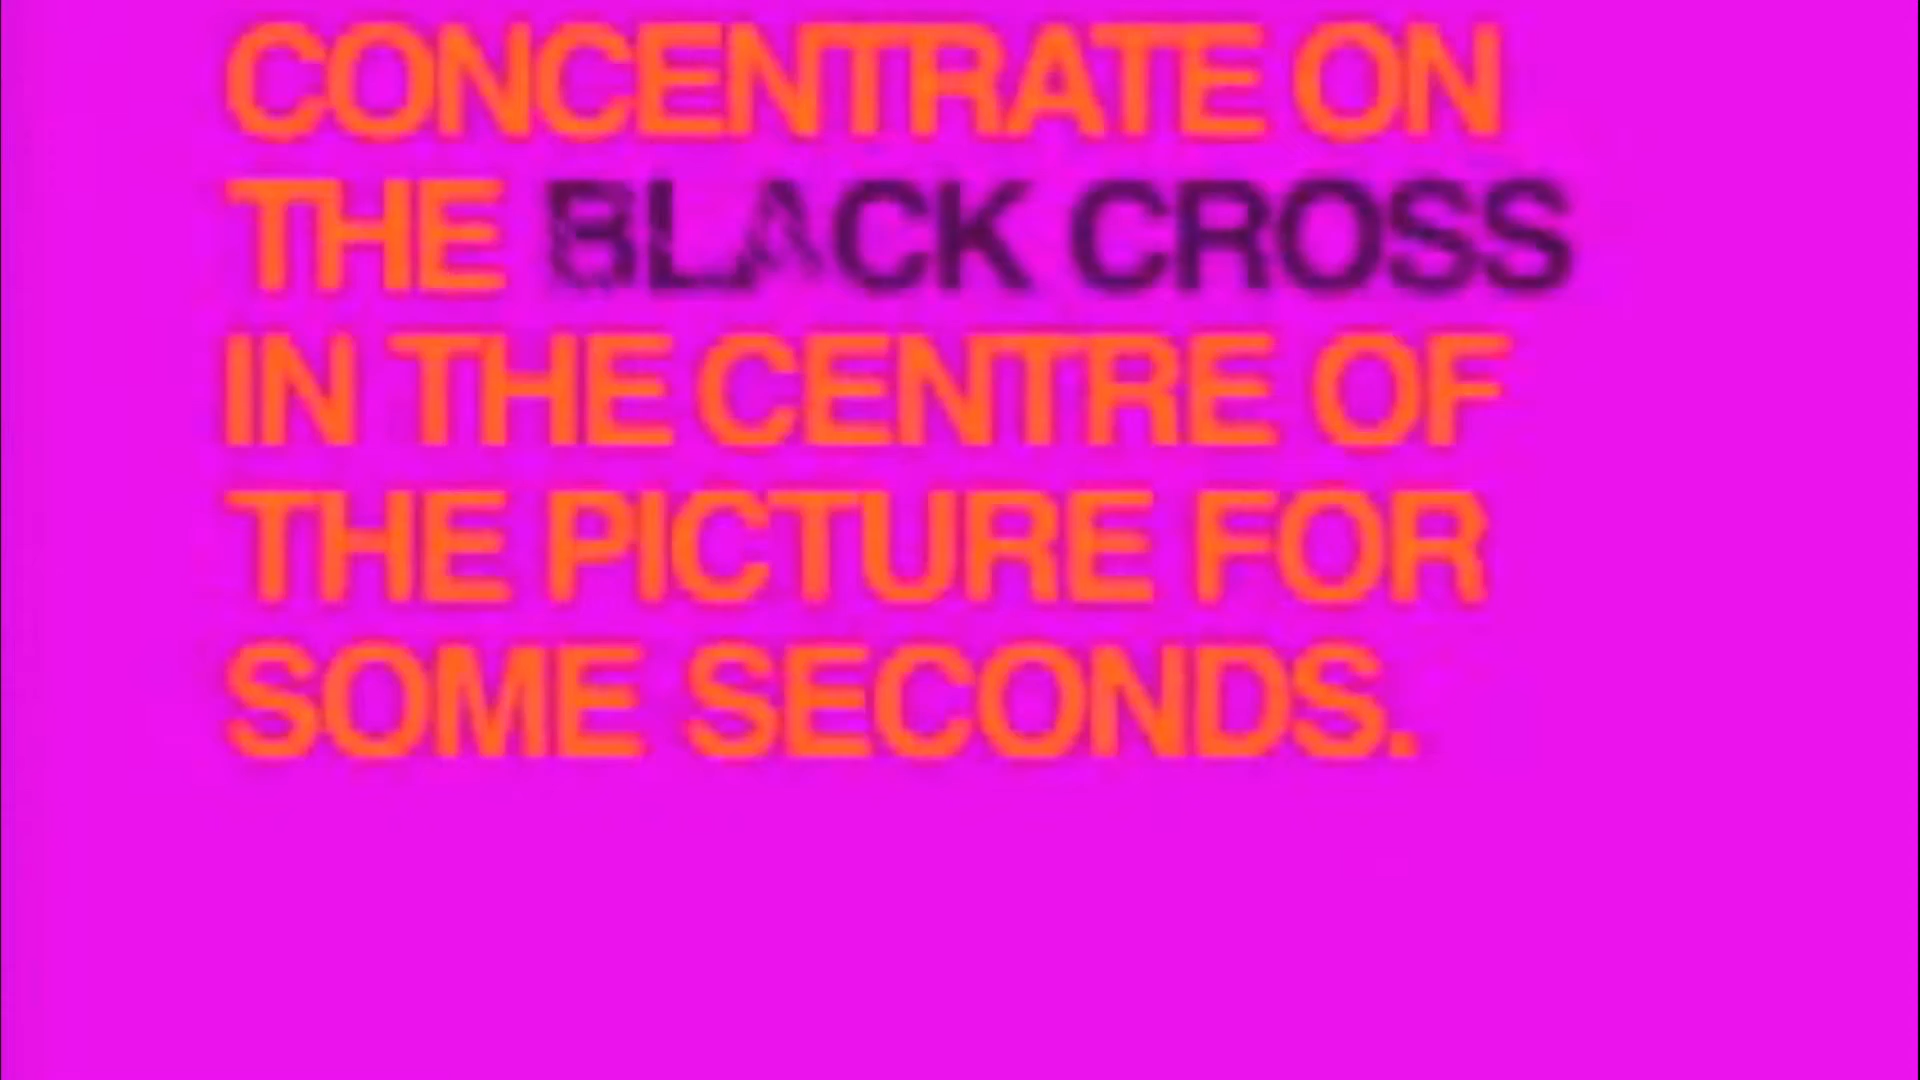 CONCENTRATE ON
THE BLACK CROSS
IN THE CENTRE OF
THE PICTURE FOR
SOME SECONDS.